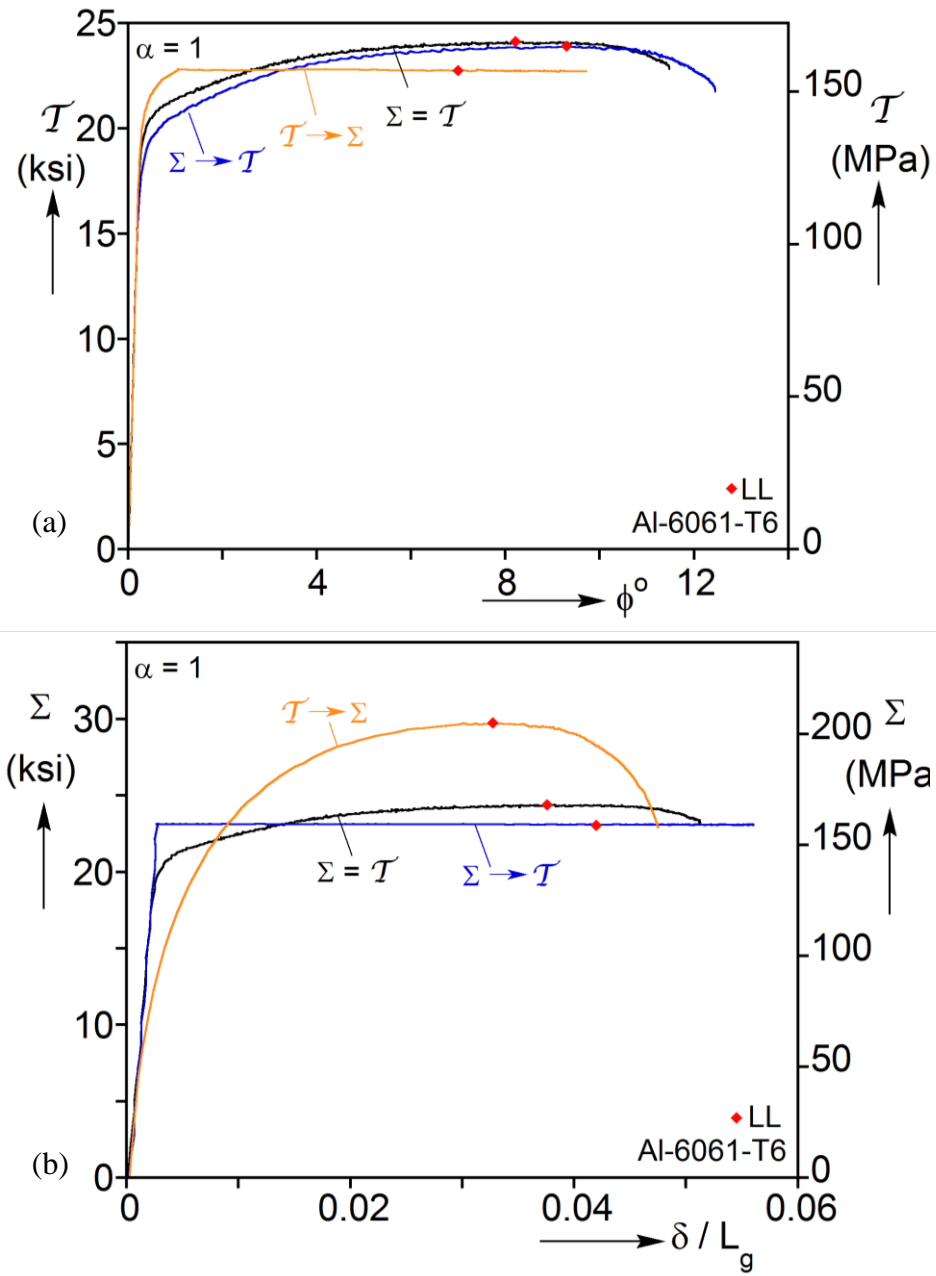 25
α = 1
𝒯
(ksi)
20
15
10
5
0
150
100
50
0
𝒯
(MPa)
Σ → 𝒯
𝒯 → Σ
Σ = 𝒯
LL
Al-6061-T6
(a)
0
4
8
12
ϕ°
α = 1
Σ
(ksi)
30
20
10
0
200
150
100
50
0
Σ
(MPa
𝒯 → Σ
Σ = 𝒯
Σ → 𝒯
LL
Al-6061-T6
(b)
0
0.02
0.04
0.06
δ / Lg